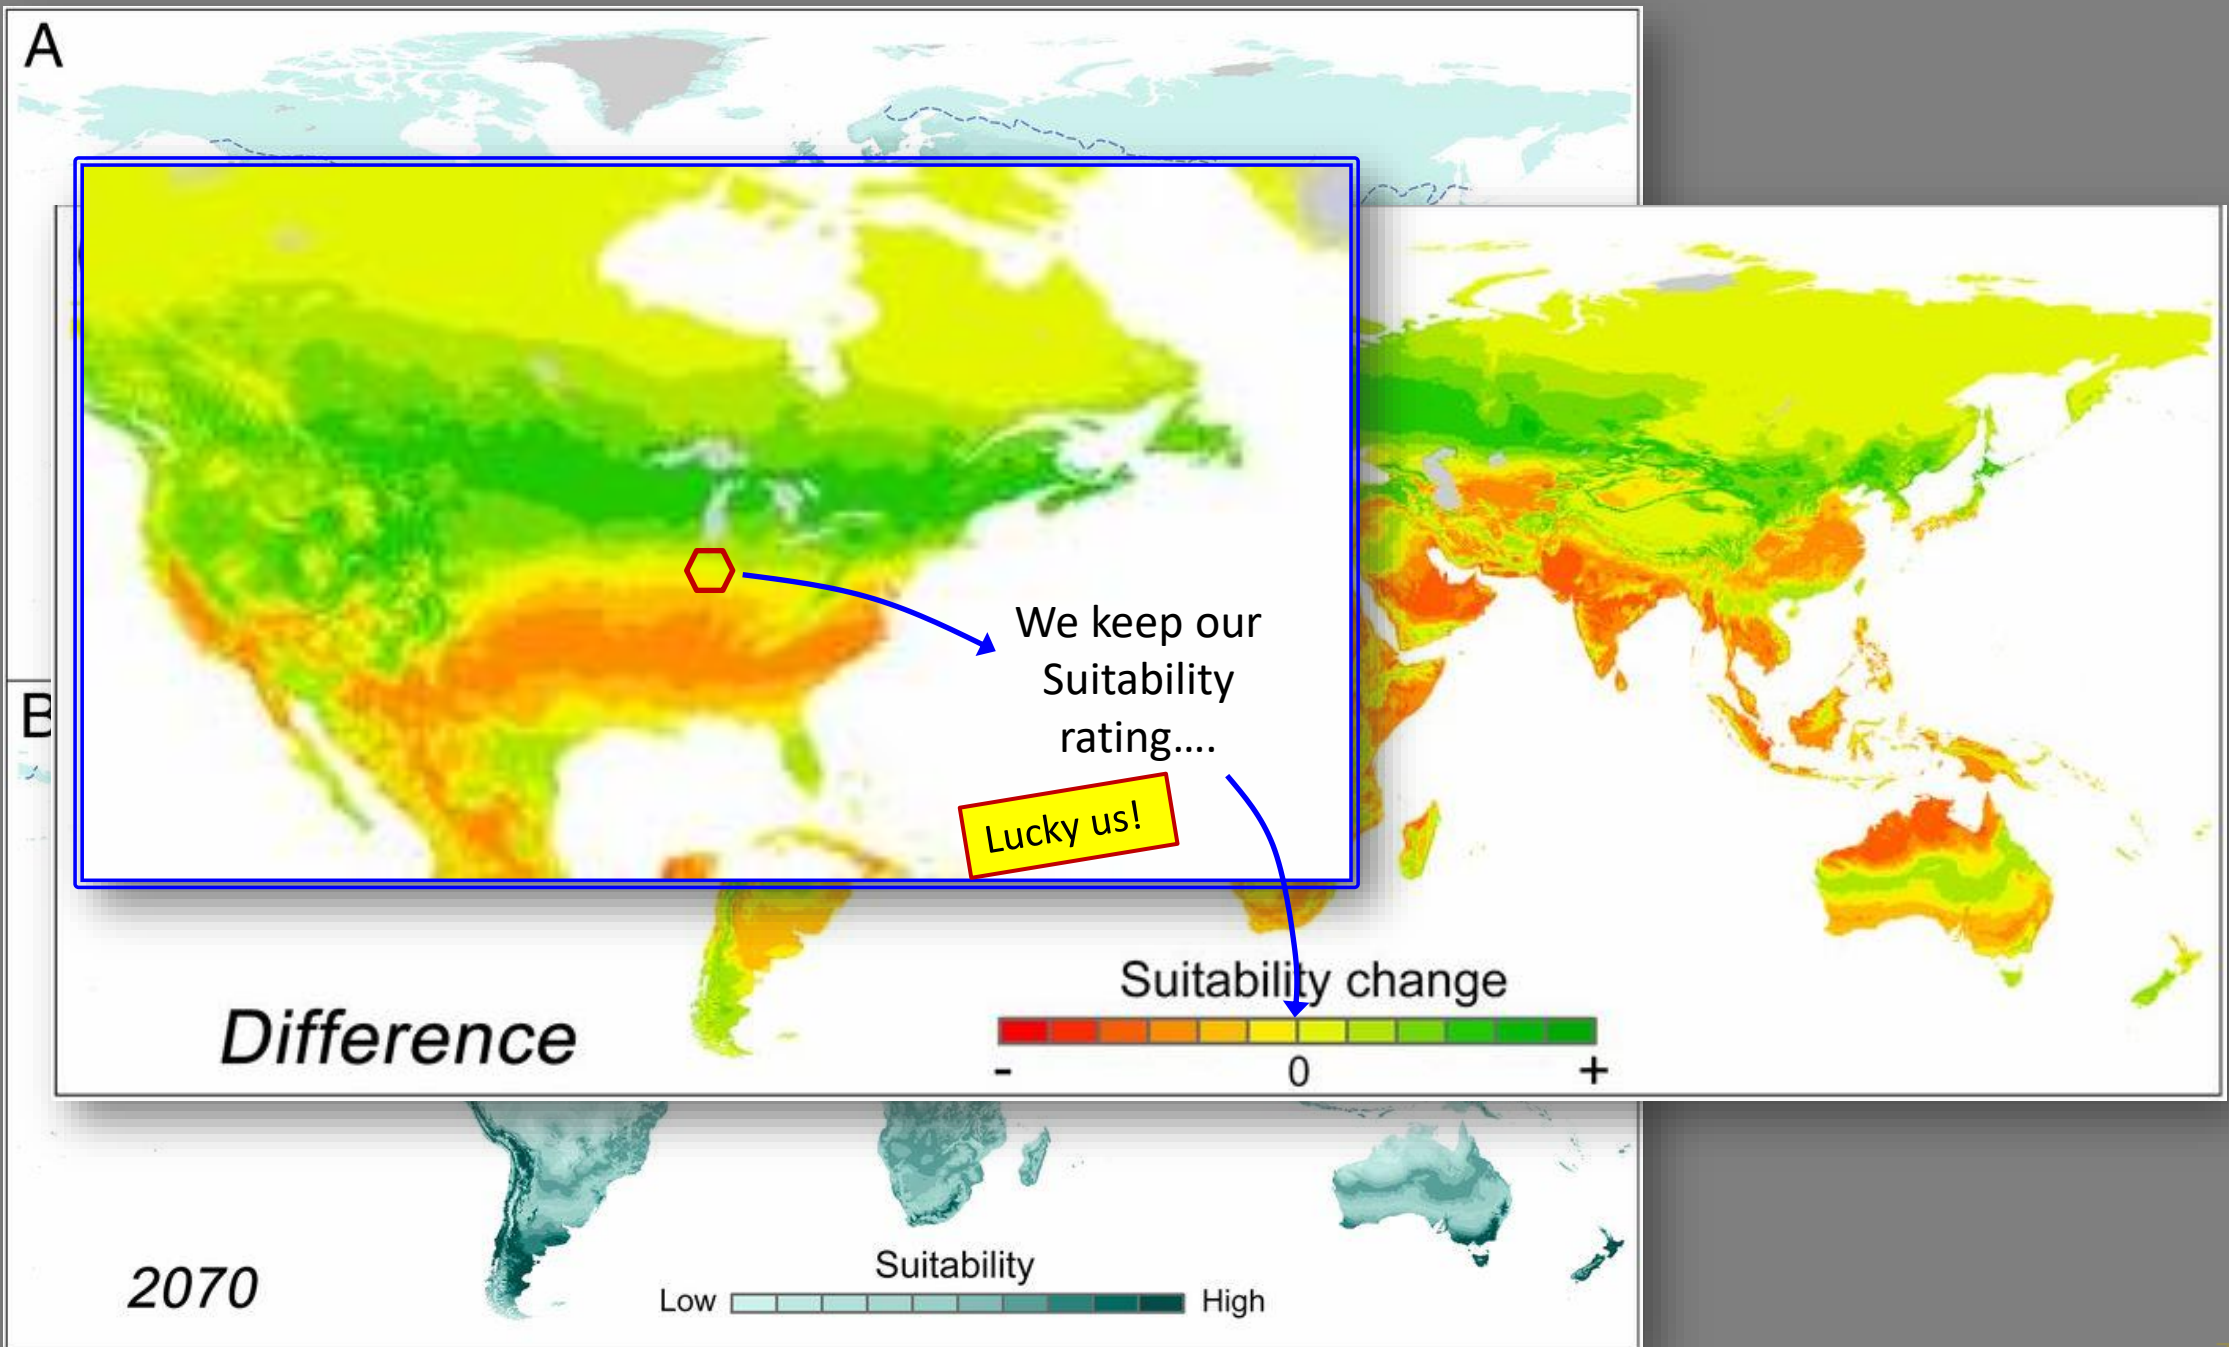 A
We keep our
Suitability
rating....
Lucky us!
B
Suitability change
Difference
- 0 +
Suitability
2070
Low High